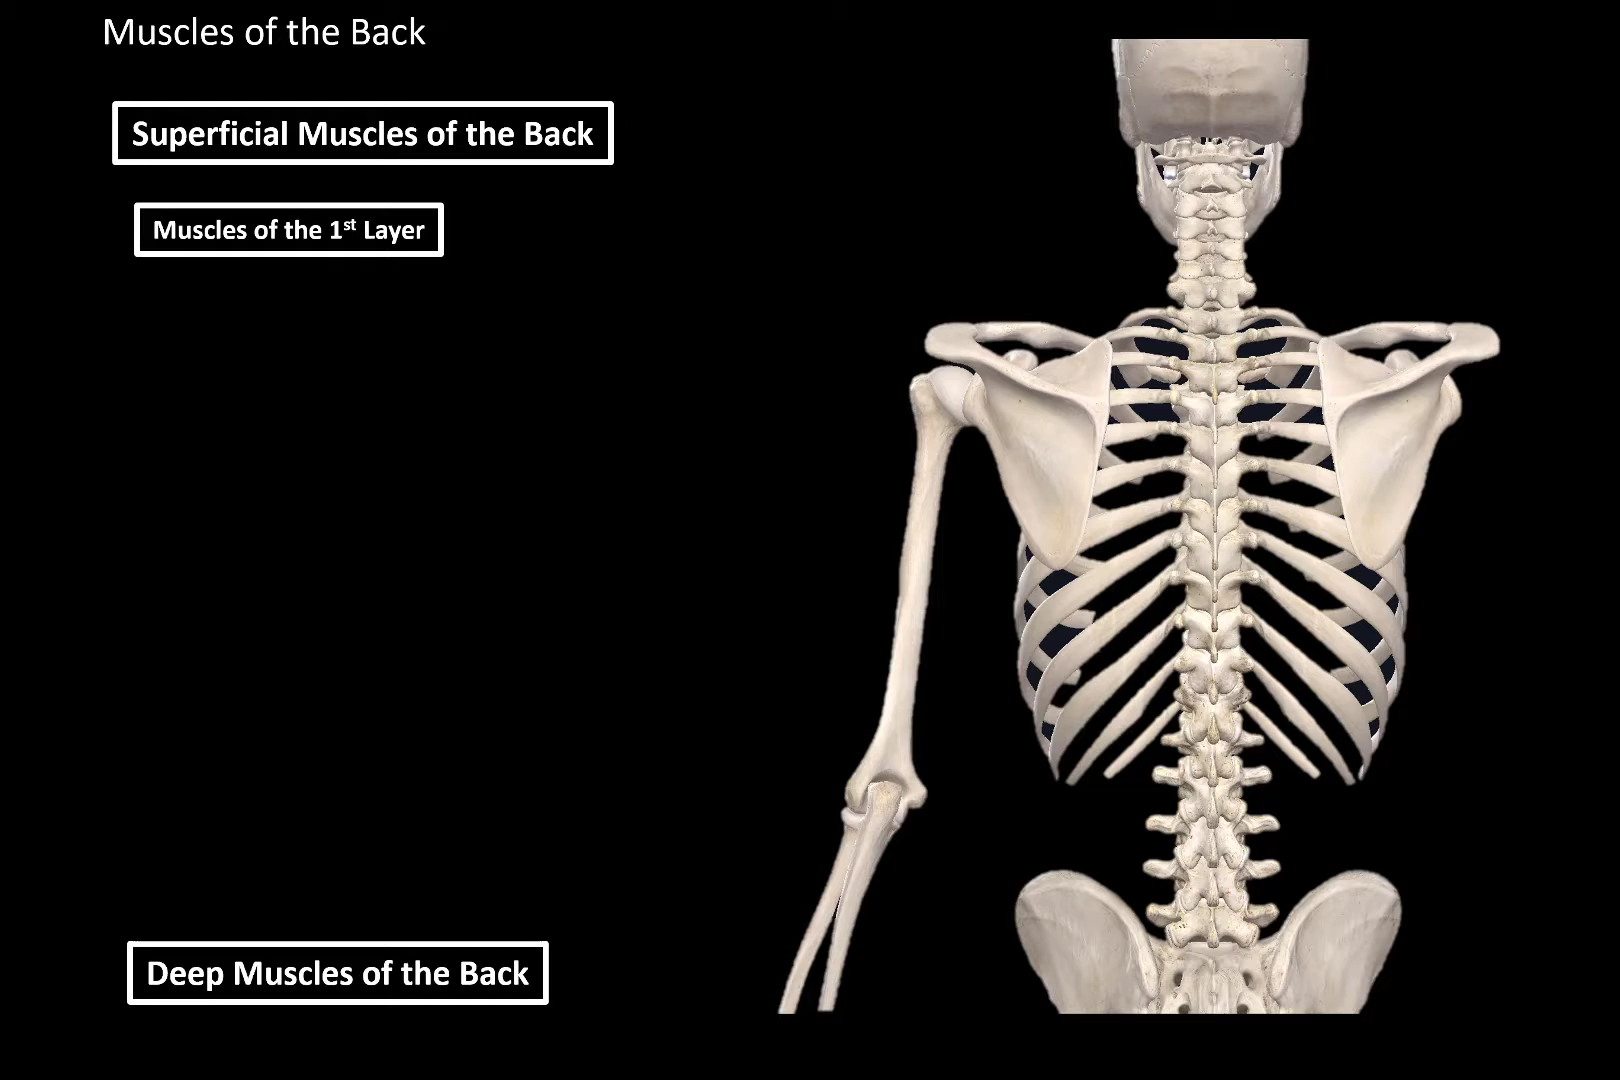 Muscles of the Back
Superficial Muscles of the Back
Muscles of the 1st Layer
Deep Muscles of the Back